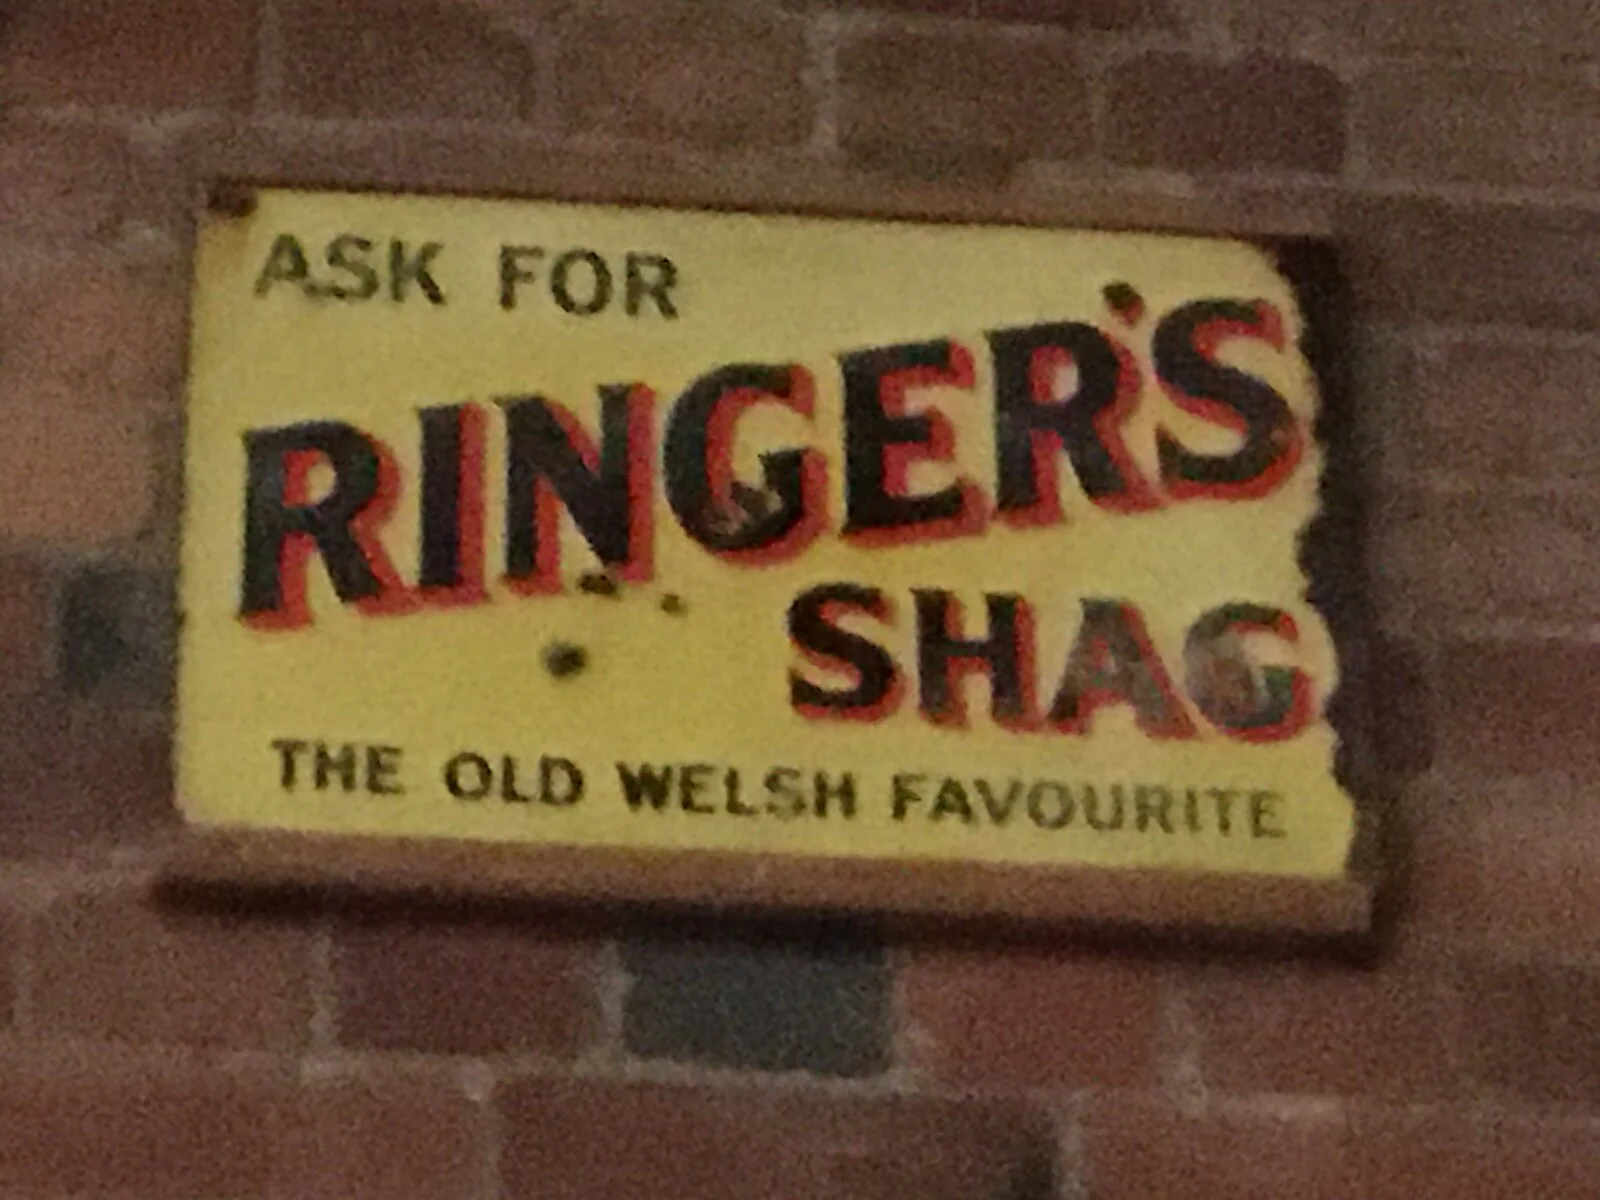 ASK FOR
RINGER'S
SHAG
THE OLD WELSH FAVOURITE